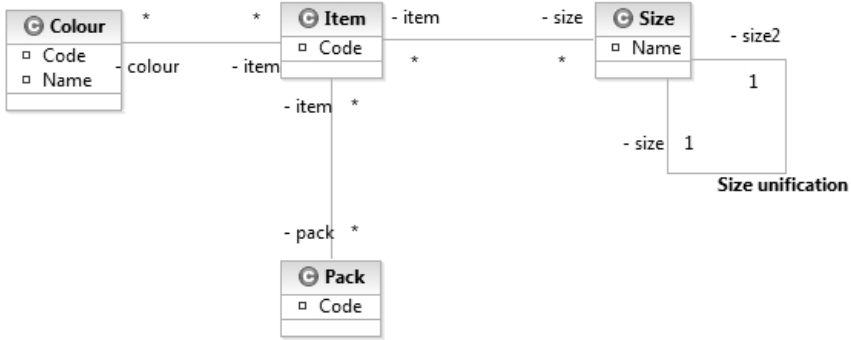 Colour
Code
Name
* *
- colour - item
Item
Code
- item - size
* *
Size
Name
- size2
1
- size 1
Size unification
- item *
- pack *
Pack
Code